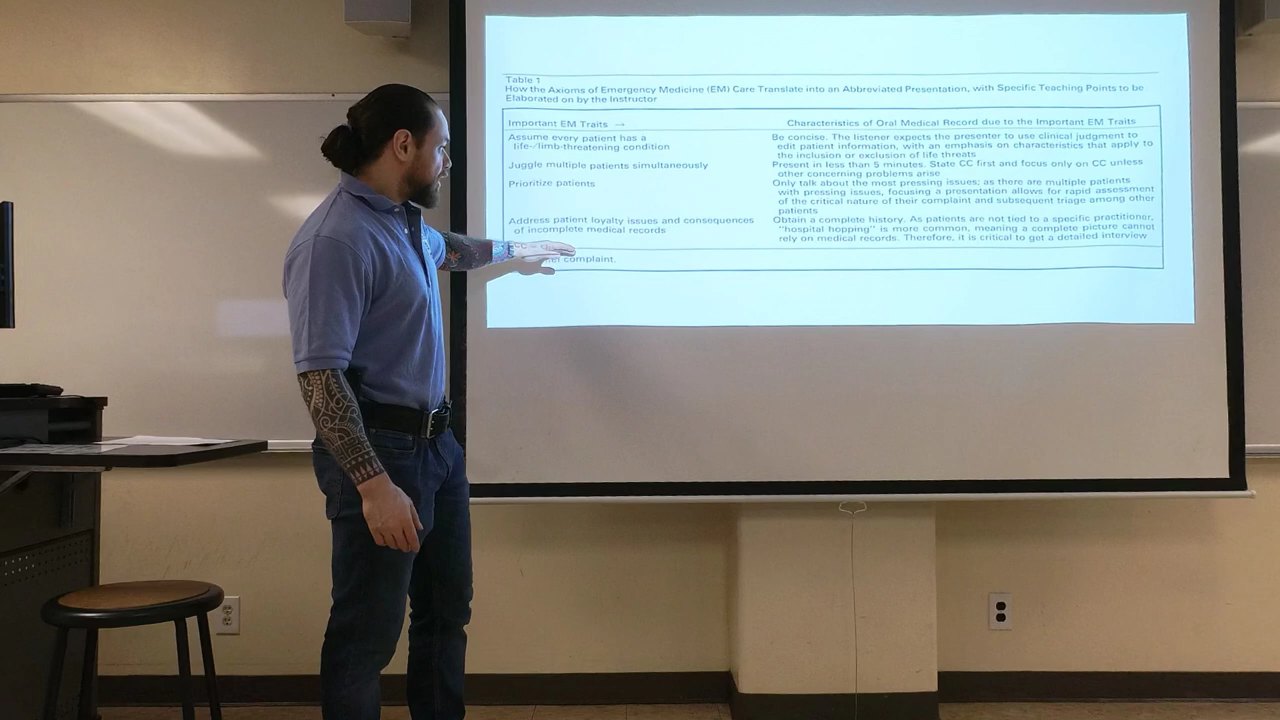 Table 1
How the Axioms of Emergency Medicine (EM) Care Translate into an Abbreviated Presentation, with Specific Teaching Points to be
Elaborated on by the Instructor
Important EM Traits →
Characteristics of Oral Medical Record due to the Important EM Traits
Assume every patient has a
life-/limb-threatening condition
Be concise. The listener expects the presenter to use clinical judgment to
edit patient information, with an emphasis on characteristics that apply to
the inclusion or exclusion of life threats
Juggle multiple patients simultaneously
Present in less than 5 minutes. State CC first and focus only on CC unless
other concerning problems arise
Prioritize patients
Only talk about the most pressing issues; as there are multiple patients
with pressing issues, focusing a presentation allows for rapid assessment
of the critical nature of their complaint and subsequent triage among other
patients
Address patient loyalty issues and consequences
of incomplete medical records
Obtain a complete history. As patients are not tied to a specific practitioner,
"hospital hopping" is more common, meaning a complete picture cannot
rely on medical records. Therefore, it is critical to get a detailed interview
complaint.